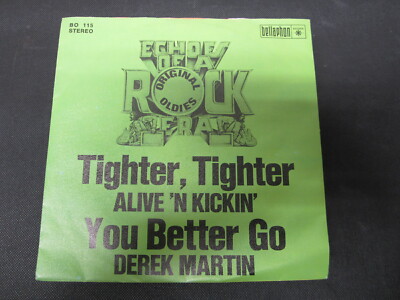 BO 115
STEREO
bellaphon
ECHOES
OF A
ROCK
ERA
ORIGINAL
OLDIES
Tighter, Tighter
ALIVE 'N KICKIN'
You Better Go
DEREK MARTIN